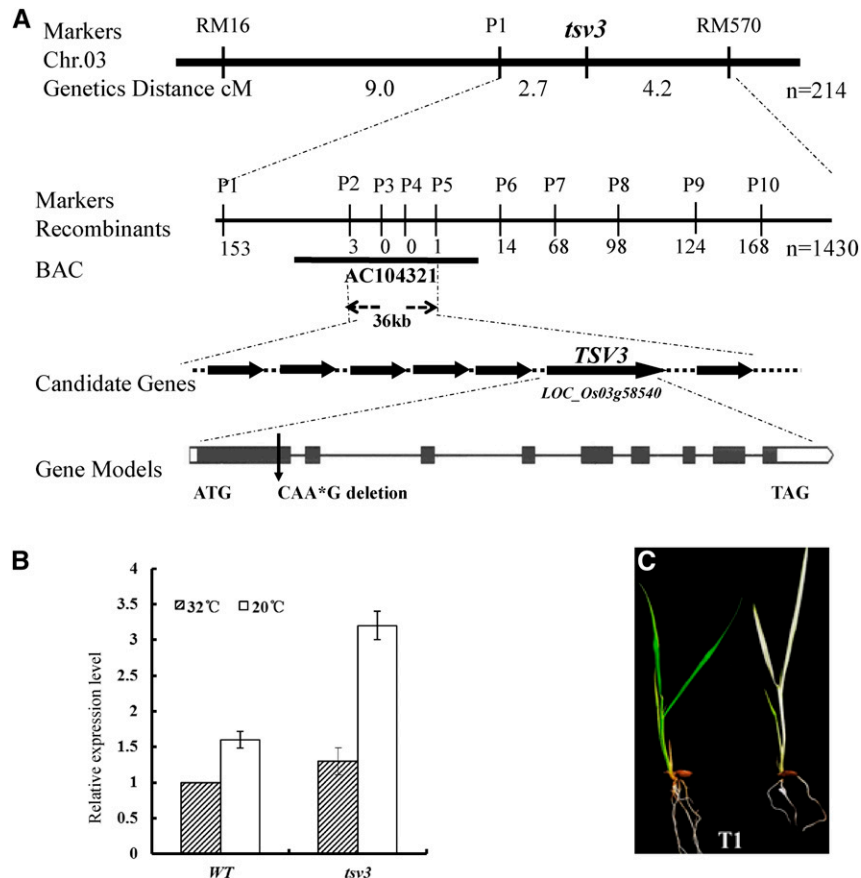 A
Markers RM16 P1 tsv3 RM570
Chr.03
Genetics Distance cM 9.0 2.7 4.2 n=214
Markers P1 P2 P3 P4 P5 P6 P7 P8 P9 P10
Recombinants 153 3 0 0 1 14 68 98 124 168 n=1430
BAC
AC104321
36kb
Candidate Genes TSV3
LOC_Os03g58540
Gene Models
ATG CAA*G deletion TAG
B
Relative expression level
4
3.5
3
2.5
2
1.5
1
0.5
0
32℃ 20℃
WT tsv3
C
T1